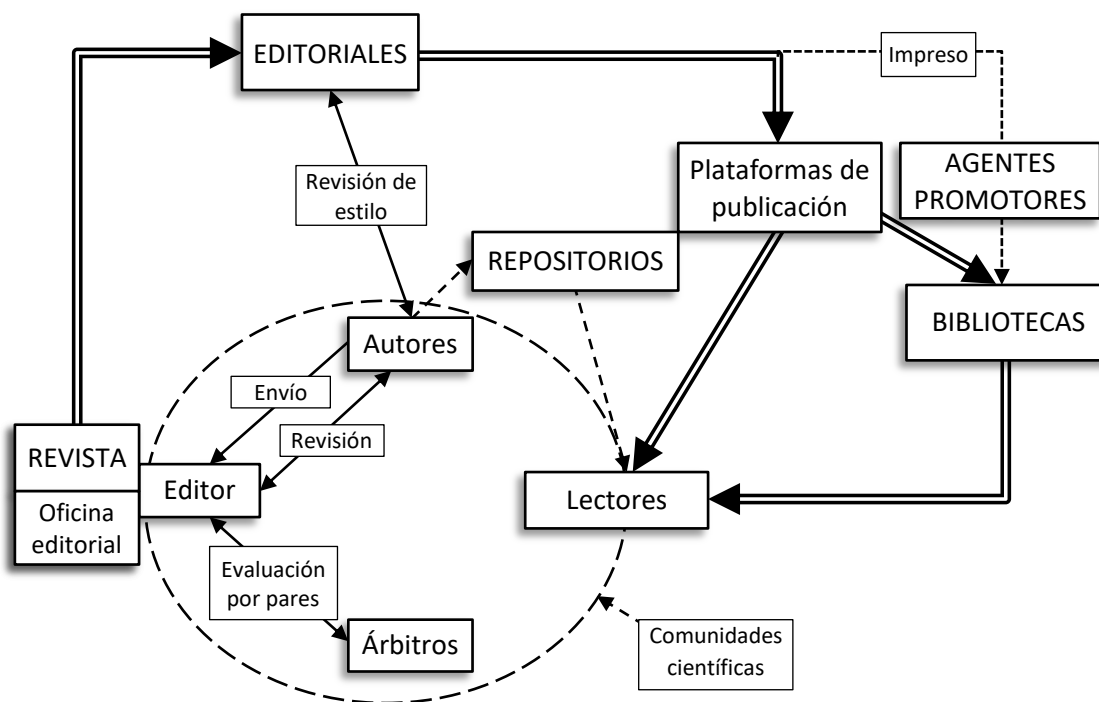 EDITORIALES
Impreso
Plataformas de
publicación
AGENTES
PROMOTORES
Revisión de
estilo
REPOSITORIOS
BIBLIOTECAS
Autores
Envío
Revisión
REVISTA
Editor
Oficina
editorial
Lectores
Evaluación
por pares
Árbitros
Comunidades
científicas